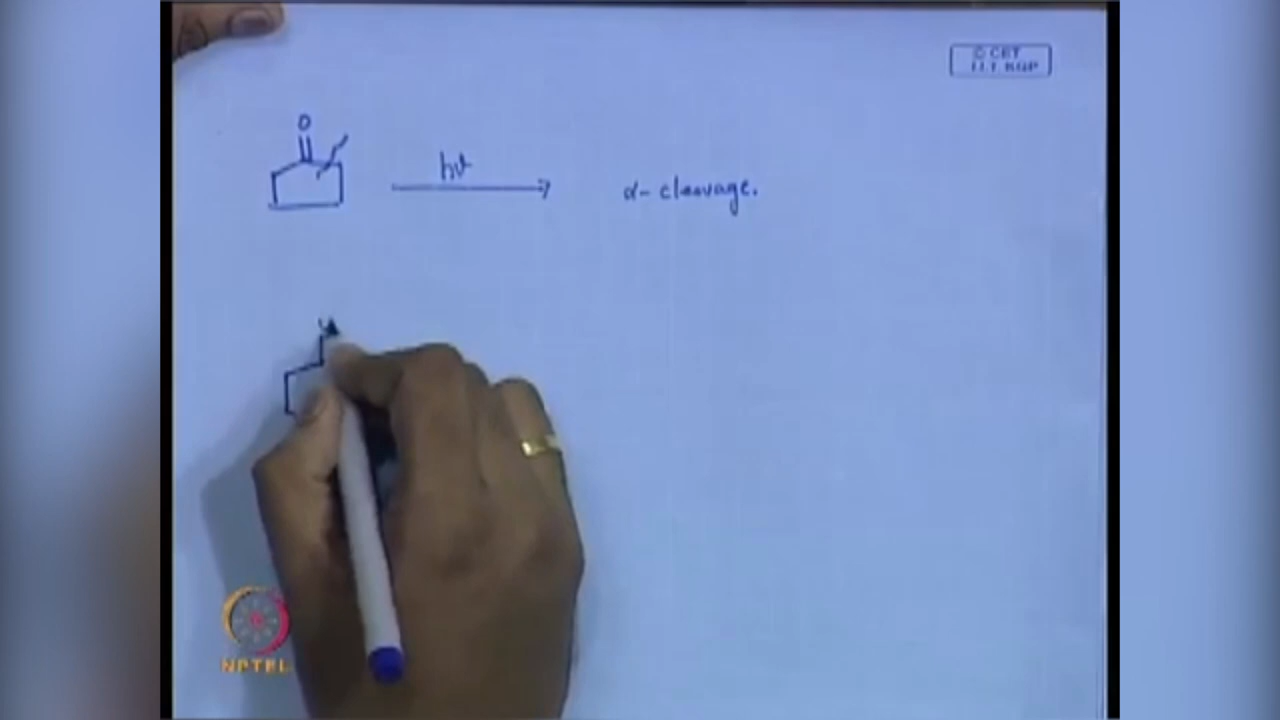 © CET
I.I.T. KGP
O
hν
α- cleavage.
NPTEL